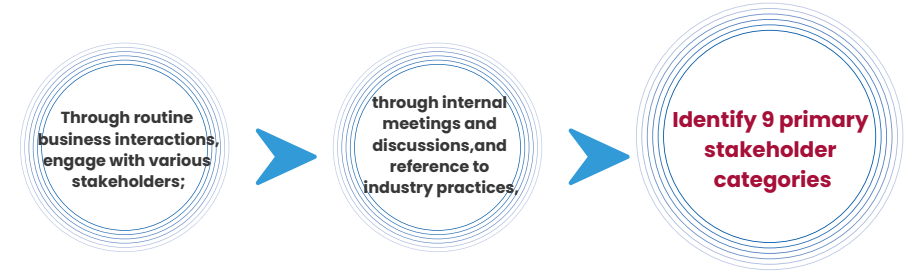 Through routine
business interactions,
engage with various
stakeholders;
through internal
meetings and
discussions,and
reference to
industry practices,
Identify 9 primary
stakeholder
categories